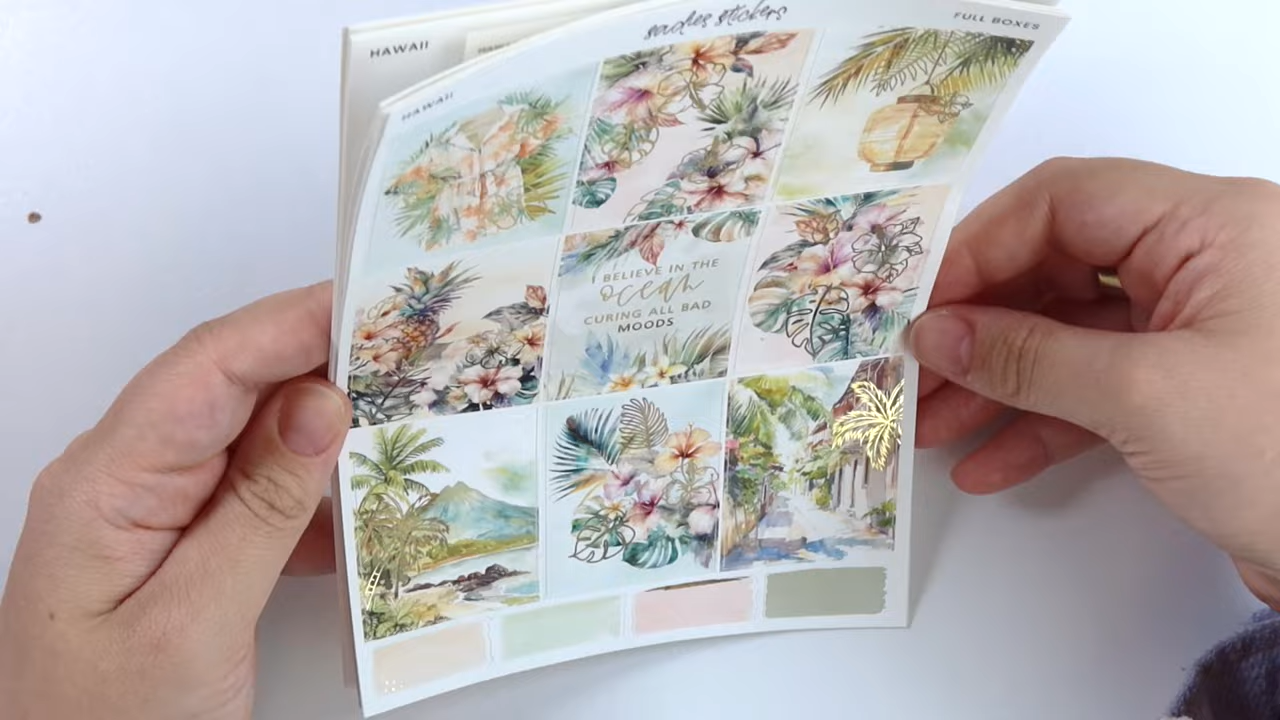 HAWAII
sadies stickers
FULL BOXES
HAWAII
I BELIEVE IN THE
ocean
CURING ALL BAD
MOODS